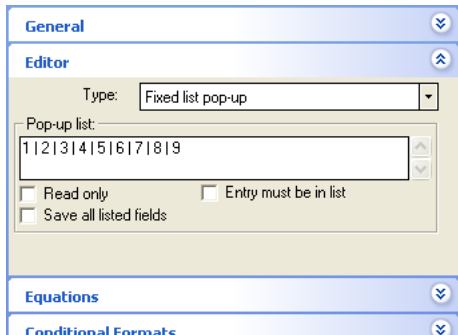 General
Editor
Type: Fixed list pop-up
Pop-up list:
1|2|3|4|5|6|7|8|9
Read only Entry must be in list
Save all listed fields
Equations
Conditional Formats